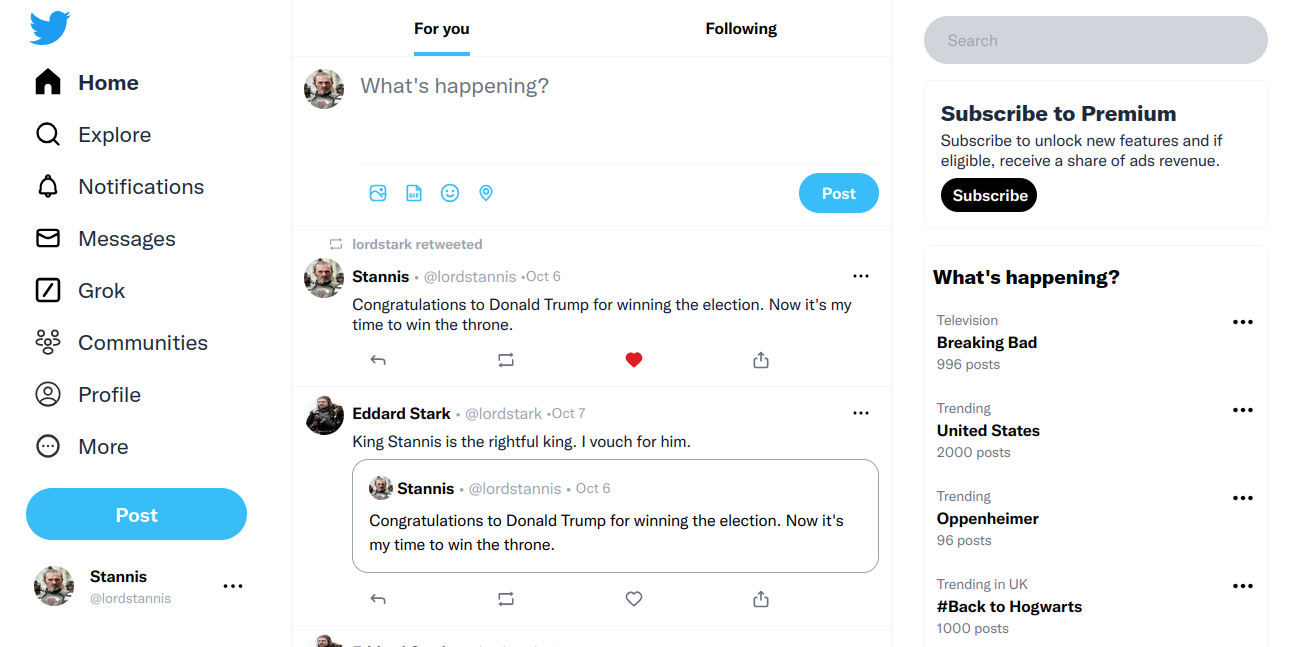 Home
Explore
Notifications
Messages
Grok
Communities
Profile
More
Post
Stannis
@lordstannis
For you
Following
What's happening?
GIF
Post
lordstark retweeted
Stannis • @lordstannis •Oct 6
Congratulations to Donald Trump for winning the election. Now it's my
time to win the throne.
Eddard Stark • @lordstark •Oct 7
King Stannis is the rightful king. I vouch for him.
Stannis • @lordstannis • Oct 6
Congratulations to Donald Trump for winning the election. Now it's
my time to win the throne.
Search
Subscribe to Premium
Subscribe to unlock new features and if
eligible, receive a share of ads revenue.
Subscribe
What's happening?
Television
Breaking Bad
996 posts
Trending
United States
2000 posts
Trending
Oppenheimer
96 posts
Trending in UK
#Back to Hogwarts
1000 posts